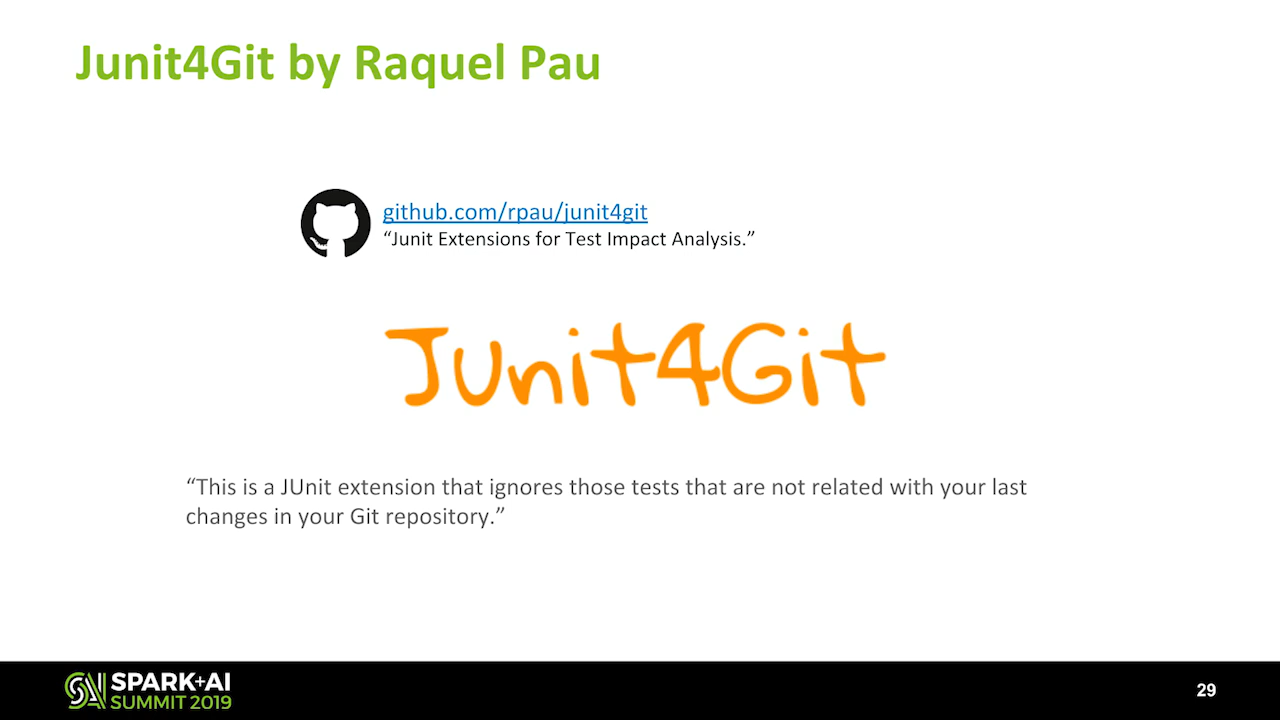 Junit4Git by Raquel Pau
github.com/rpau/junit4git
“Junit Extensions for Test Impact Analysis.”
Junit4Git
“This is a JUnit extension that ignores those tests that are not related with your last
changes in your Git repository.”
SPARK+AI
SUMMIT 2019
29